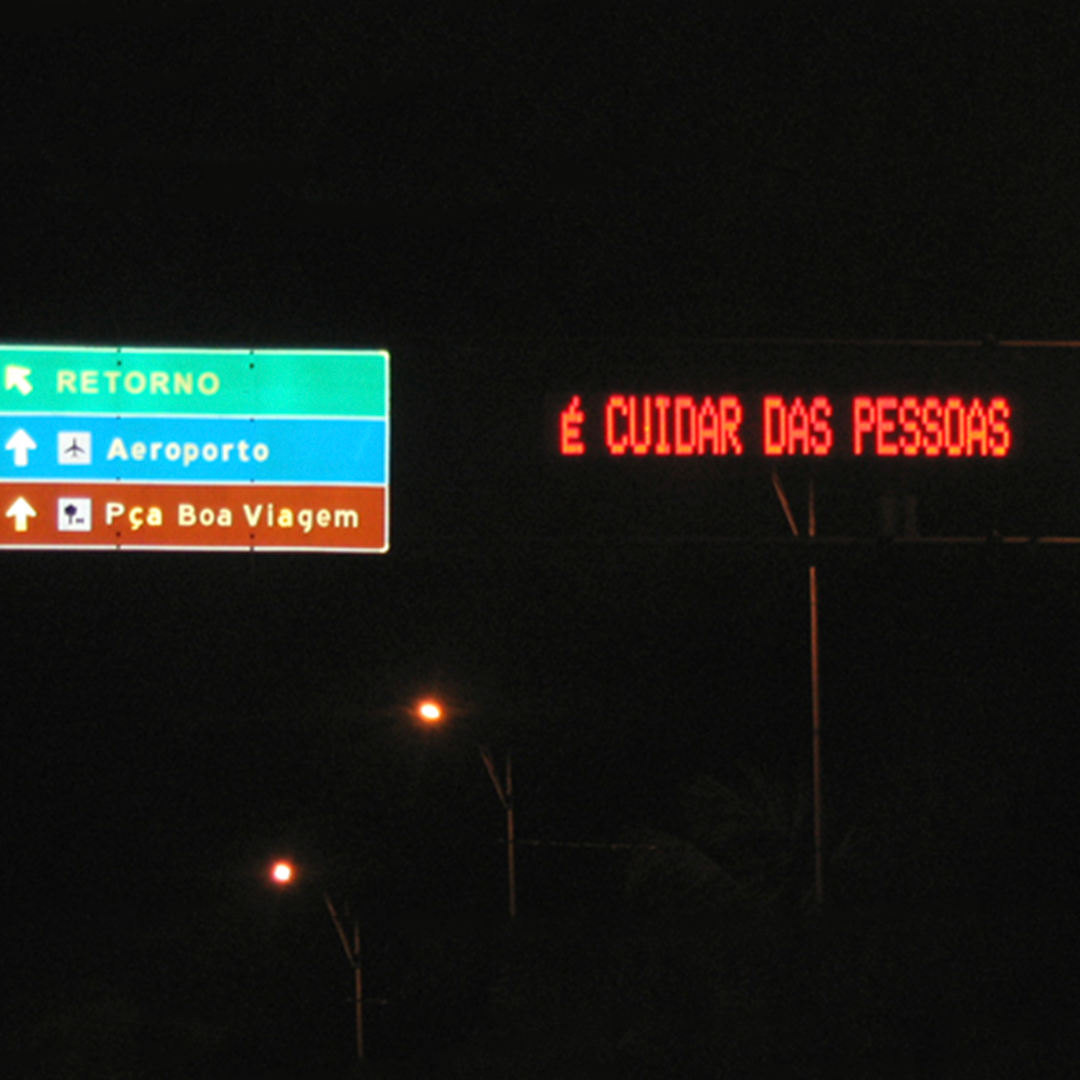 RETORNO
Aeroporto
Pça Boa Viagem
É CUIDAR DAS PESSOAS